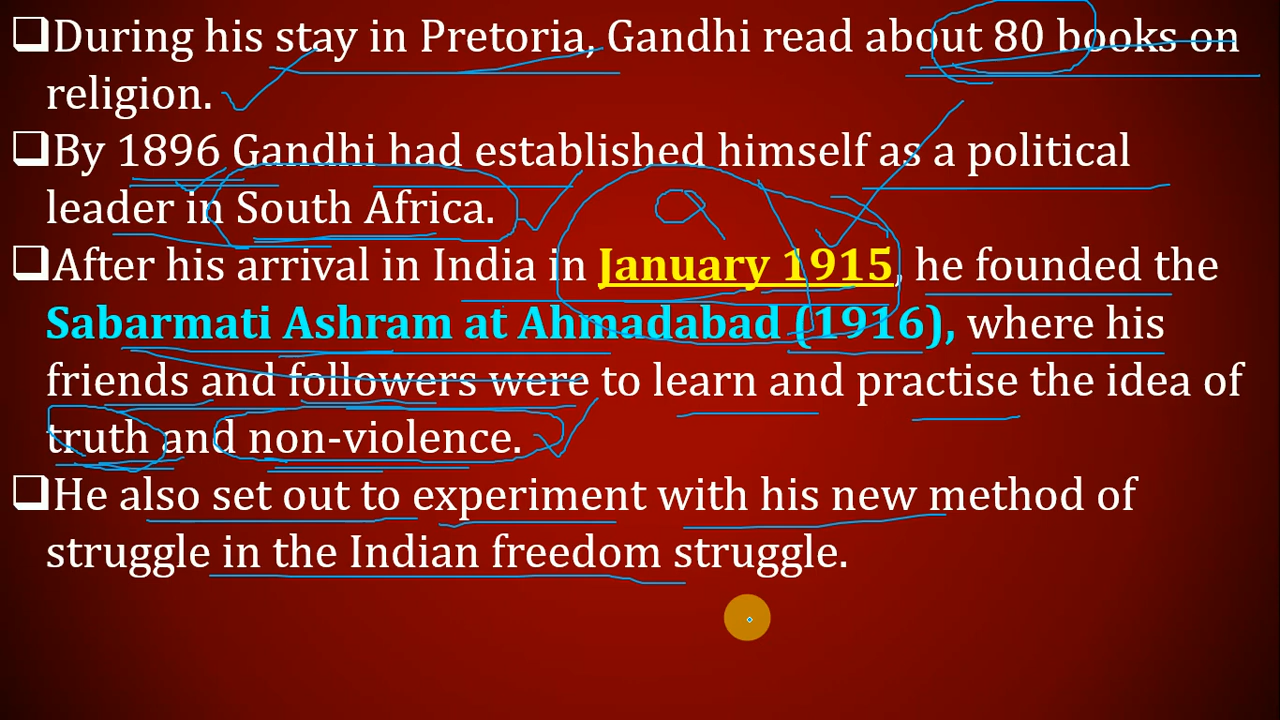 ❑During his stay in Pretoria, Gandhi read about 80 books on
religion.
❑By 1896 Gandhi had established himself as a political
leader in South Africa.
❑After his arrival in India in January 1915, he founded the
Sabarmati Ashram at Ahmadabad (1916), where his
friends and followers were to learn and practise the idea of
truth and non-violence.
❑He also set out to experiment with his new method of
struggle in the Indian freedom struggle.